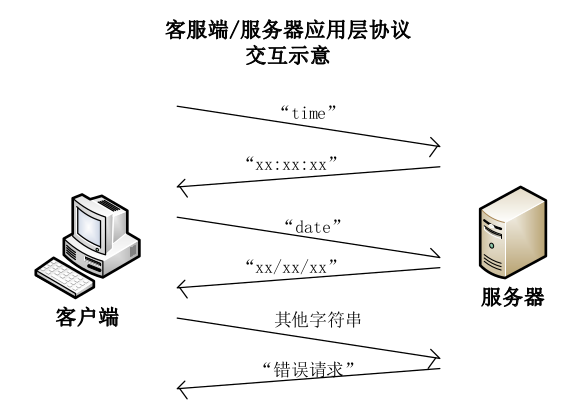 客服端/服务器应用层协议
交互示意
“time”
“xx:xx:xx”
“date”
“xx/xx/xx”
客户端
服务器
其他字符串
“错误请求”